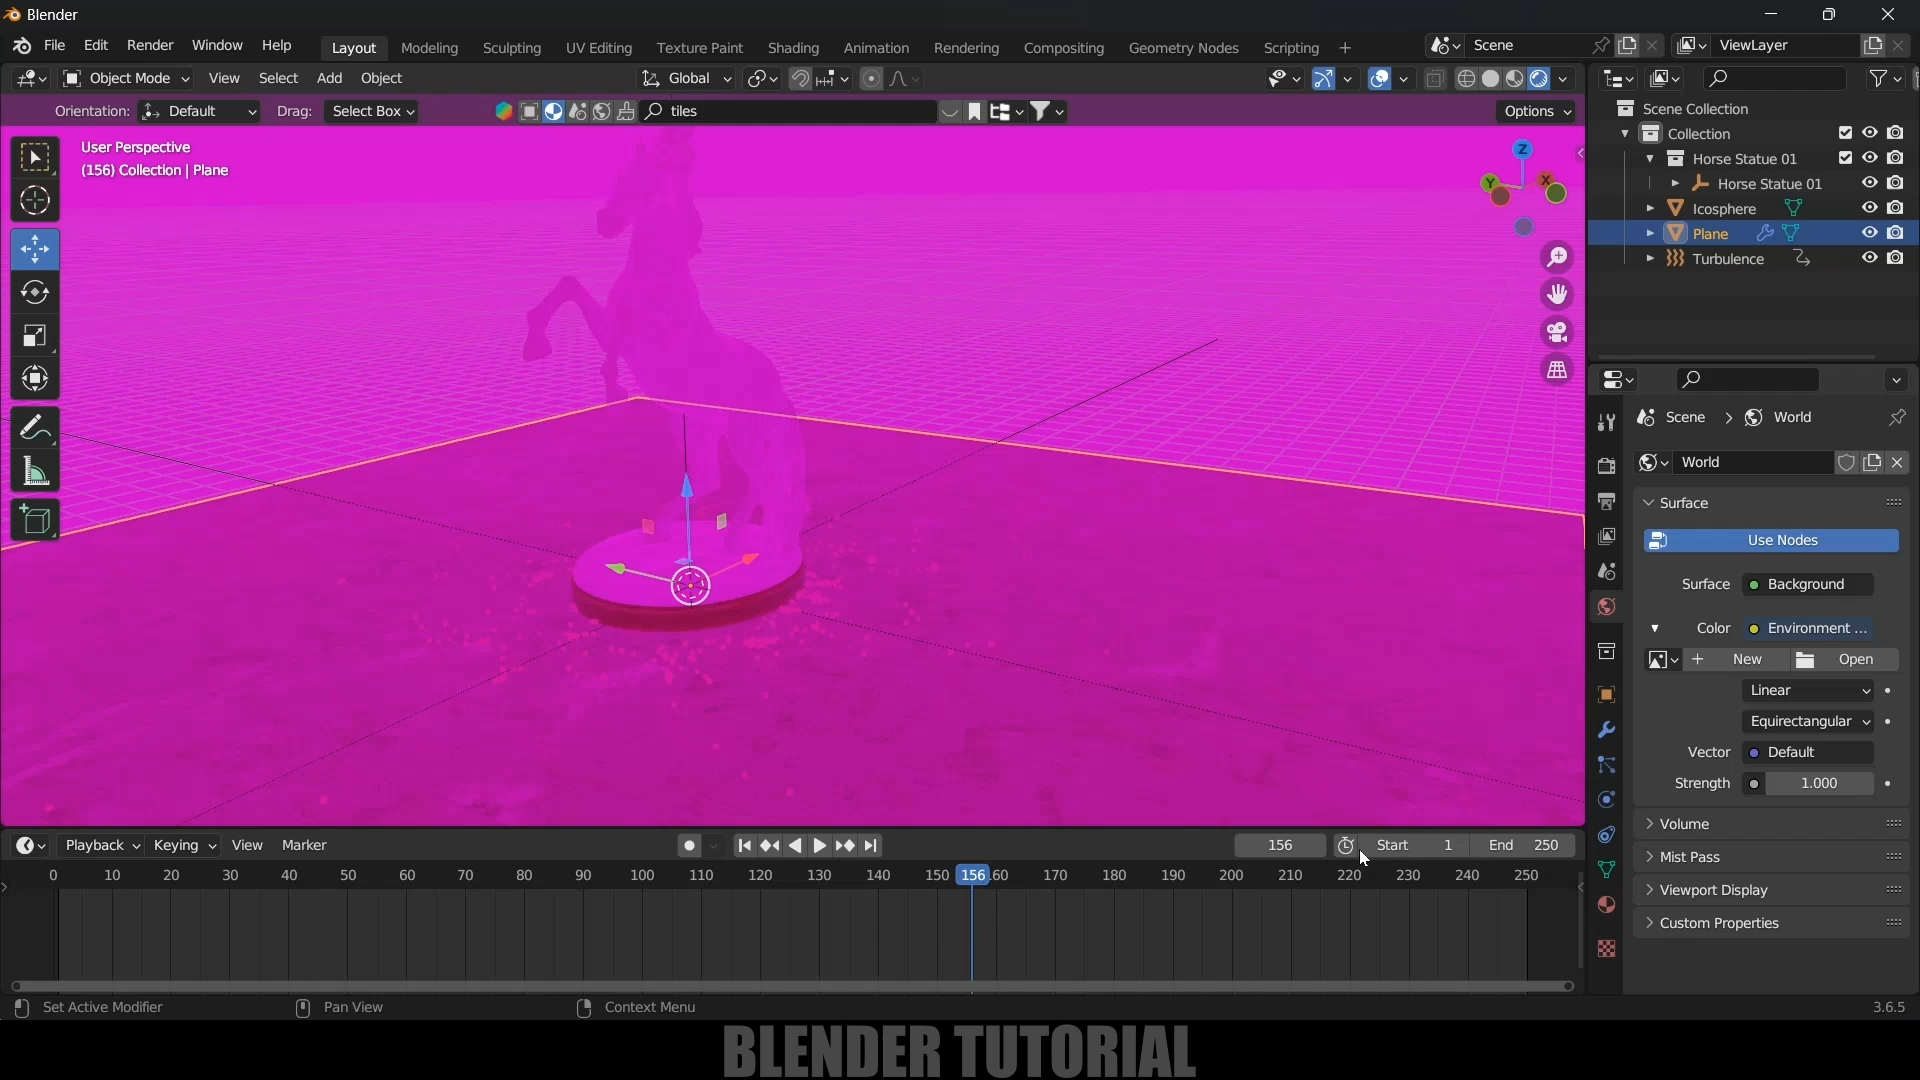 Blender
File Edit Render Window Help Layout Modeling Sculpting UV Editing Texture Paint Shading Animation Rendering Compositing Geometry Nodes Scripting + Scene ViewLayer
Object Mode View Select Add Object Global
Orientation: Default Drag: Select Box tiles Options
User Perspective
(156) Collection | Plane
Z
Y
X
Scene Collection
Collection
Horse Statue 01
Horse Statue 01
Icosphere
Plane
Turbulence
Scene World
World
Surface
Use Nodes
Surface Background
Color Environment ...
New Open
Linear
Equirectangular
Vector Default
Strength 1.000
Volume
Mist Pass
Viewport Display
Custom Properties
Playback Keying View Marker 156 Start 1 End 250
0 10 20 30 40 50 60 70 80 90 100 110 120 130 140 150 156 60 170 180 190 200 210 220 230 240 250
Set Active Modifier Pan View Context Menu 3.6.5
BLENDER TUTORIAL